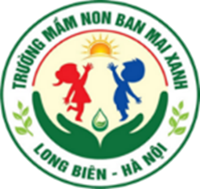 TRƯỜNG MẦM NON BAN MAI XANH
LONG BIÊN - HÀ NỘI